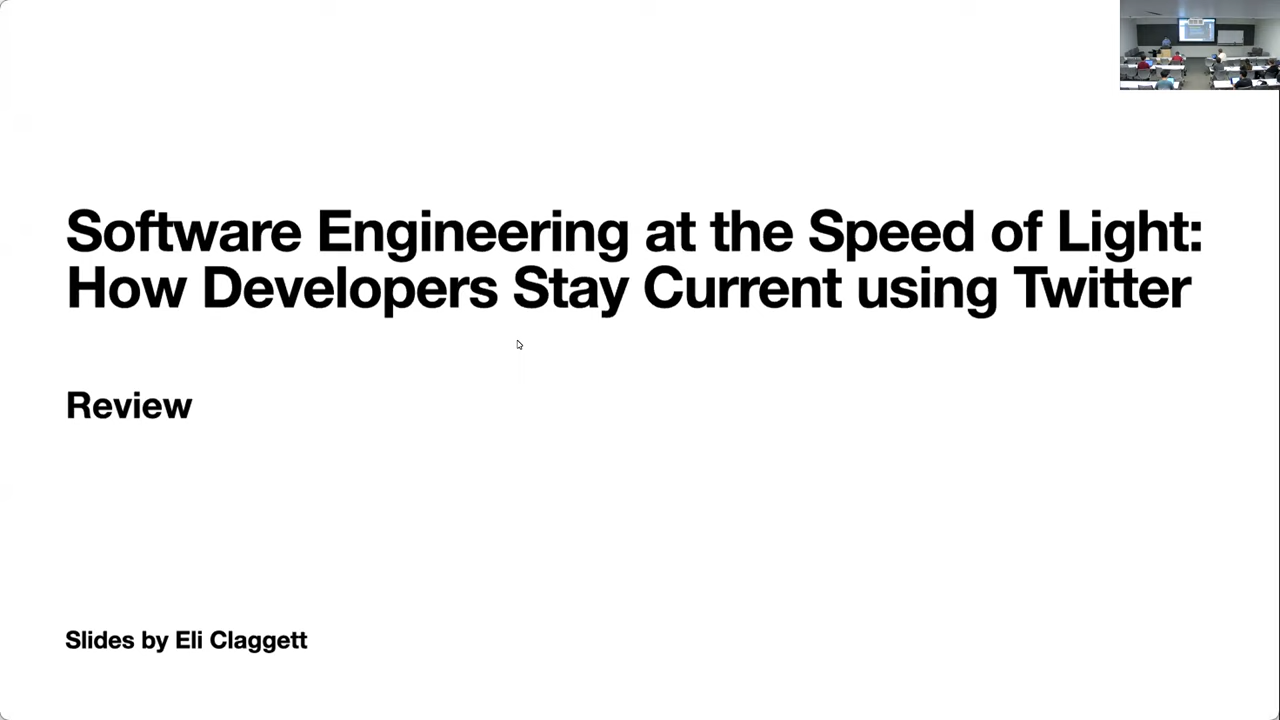 Software Engineering at the Speed of Light:
How Developers Stay Current using Twitter
Review
Slides by Eli Claggett